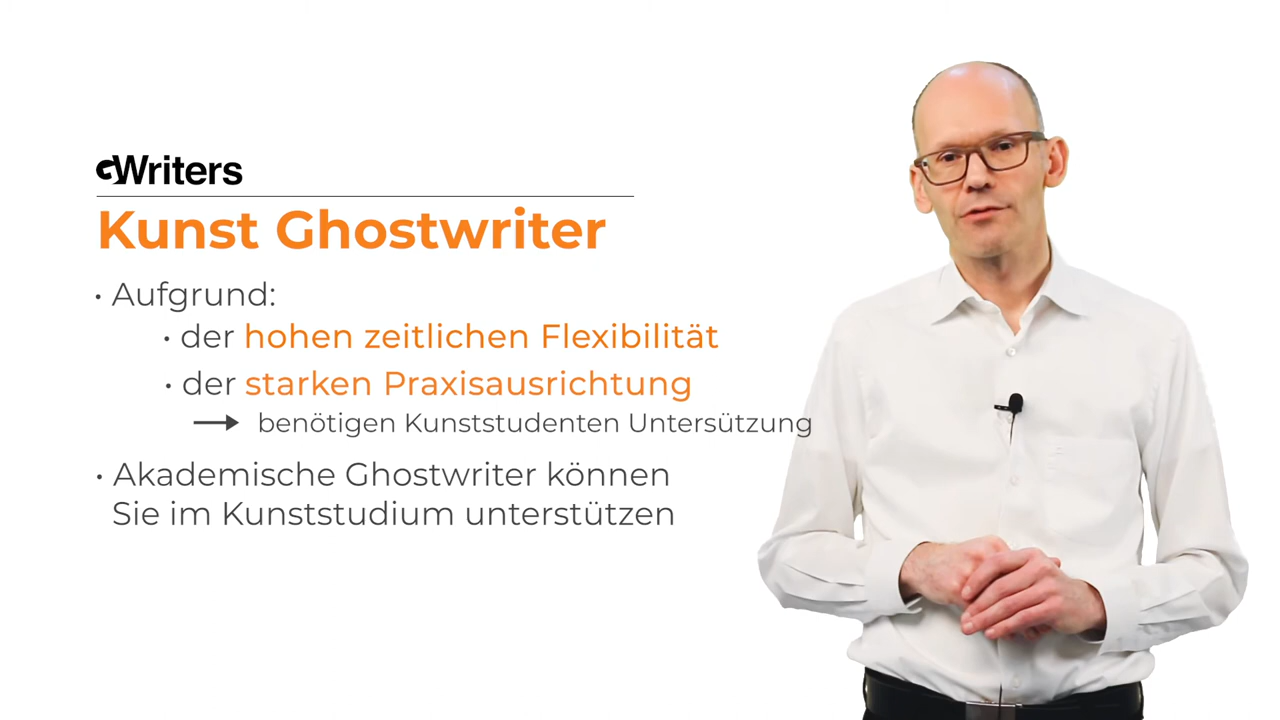 GWriters
Kunst Ghostwriter
• Aufgrund:
• der hohen zeitlichen Flexibilität
• der starken Praxisausrichtung
→ benötigen Kunststudenten Untersützung
• Akademische Ghostwriter können
Sie im Kunststudium unterstützen